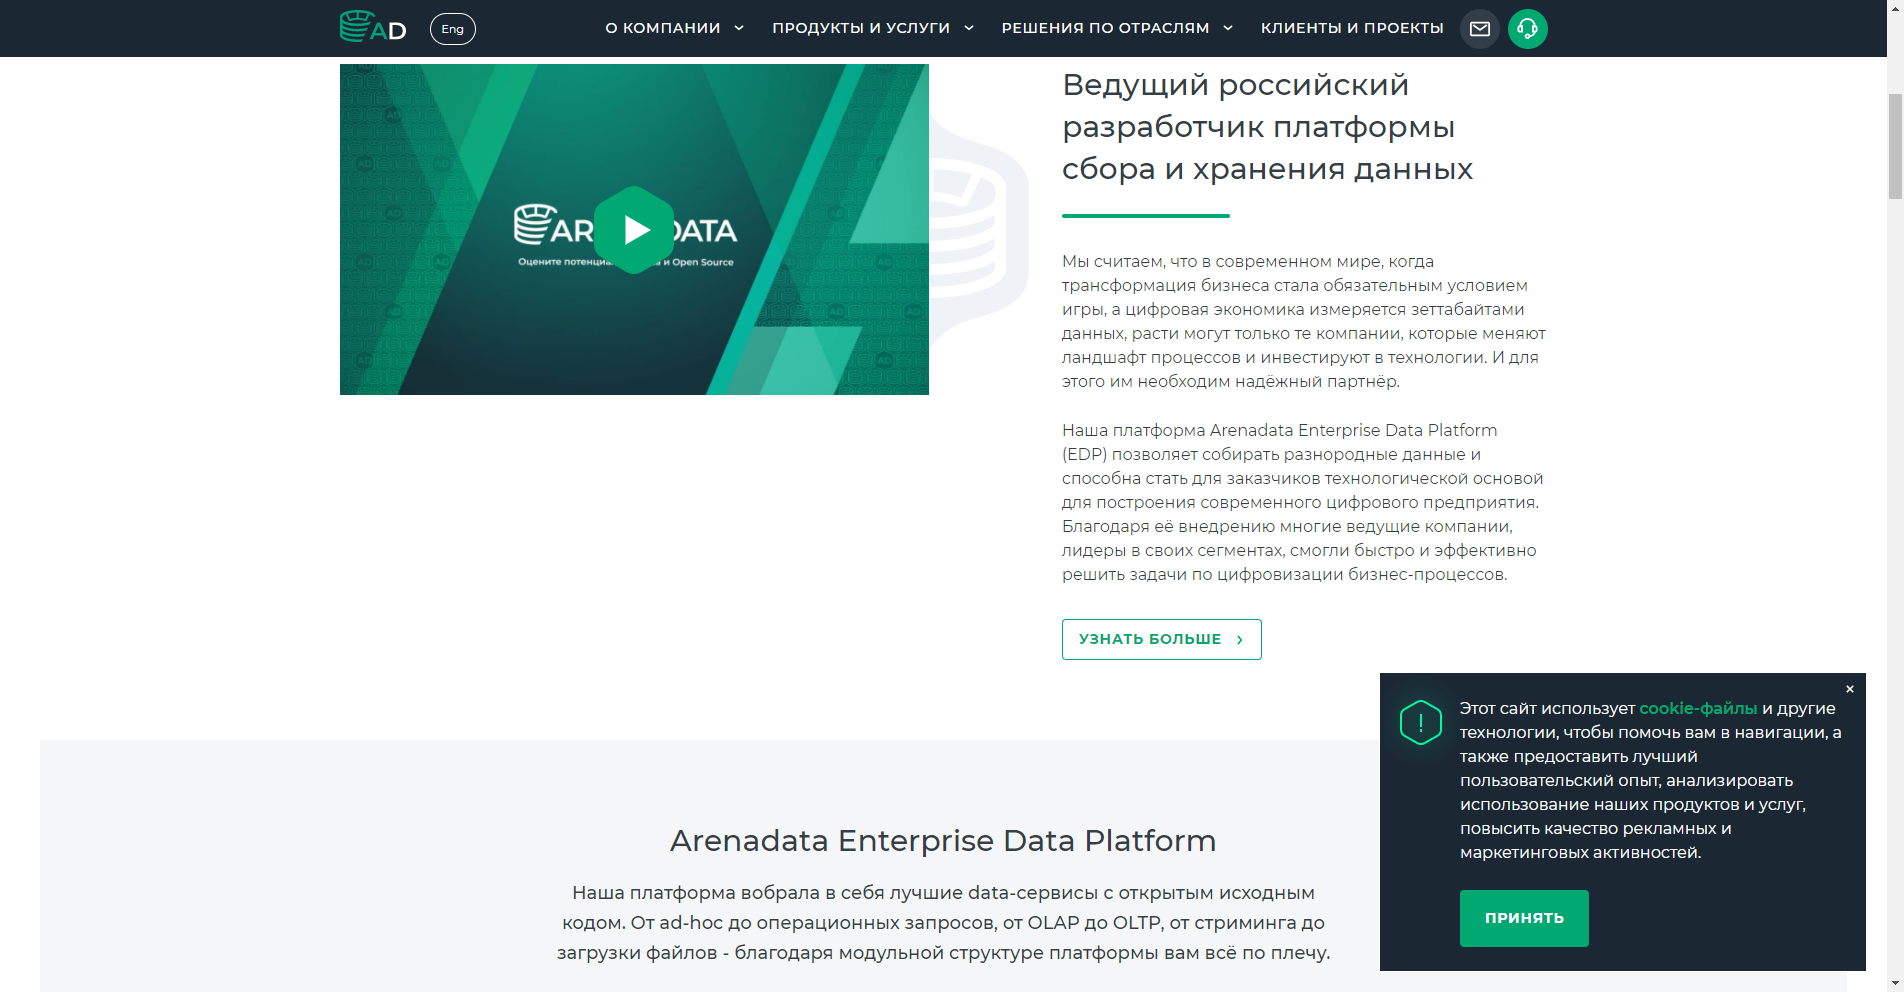 AD
Eng
О КОМПАНИИ
ПРОДУКТЫ И УСЛУГИ
РЕШЕНИЯ ПО ОТРАСЛЯМ
КЛИЕНТЫ И ПРОЕКТЫ
Ведущий российский
разработчик платформы
сбора и хранения данных
AR DATA
Оцените потенциа и Open Source
Мы считаем, что в современном мире, когда
трансформация бизнеса стала обязательным условием
игры, а цифровая экономика измеряется зеттабайтами
данных, расти могут только те компании, которые меняют
ландшафт процессов и инвестируют в технологии. И для
этого им необходим надёжный партнёр.
Наша платформа Arenadata Enterprise Data Platform
(EDP) позволяет собирать разнородные данные и
способна стать для заказчиков технологической основой
для построения современного цифрового предприятия.
Благодаря её внедрению многие ведущие компании,
лидеры в своих сегментах, смогли быстро и эффективно
решить задачи по цифровизации бизнес-процессов.
УЗНАТЬ БОЛЬШЕ
Arenadata Enterprise Data Platform
Наша платформа вобрала в себя лучшие data-сервисы с открытым исходным
кодом. От ad-hoc до операционных запросов, от OLAP до OLTP, от стриминга до
загрузки файлов - благодаря модульной структуре платформы вам всё по плечу.
Этот сайт использует cookie-файлы и другие
технологии, чтобы помочь вам в навигации, а
также предоставить лучший
пользовательский опыт, анализировать
использование наших продуктов и услуг,
повысить качество рекламных и
маркетинговых активностей.
ПРИНЯТЬ